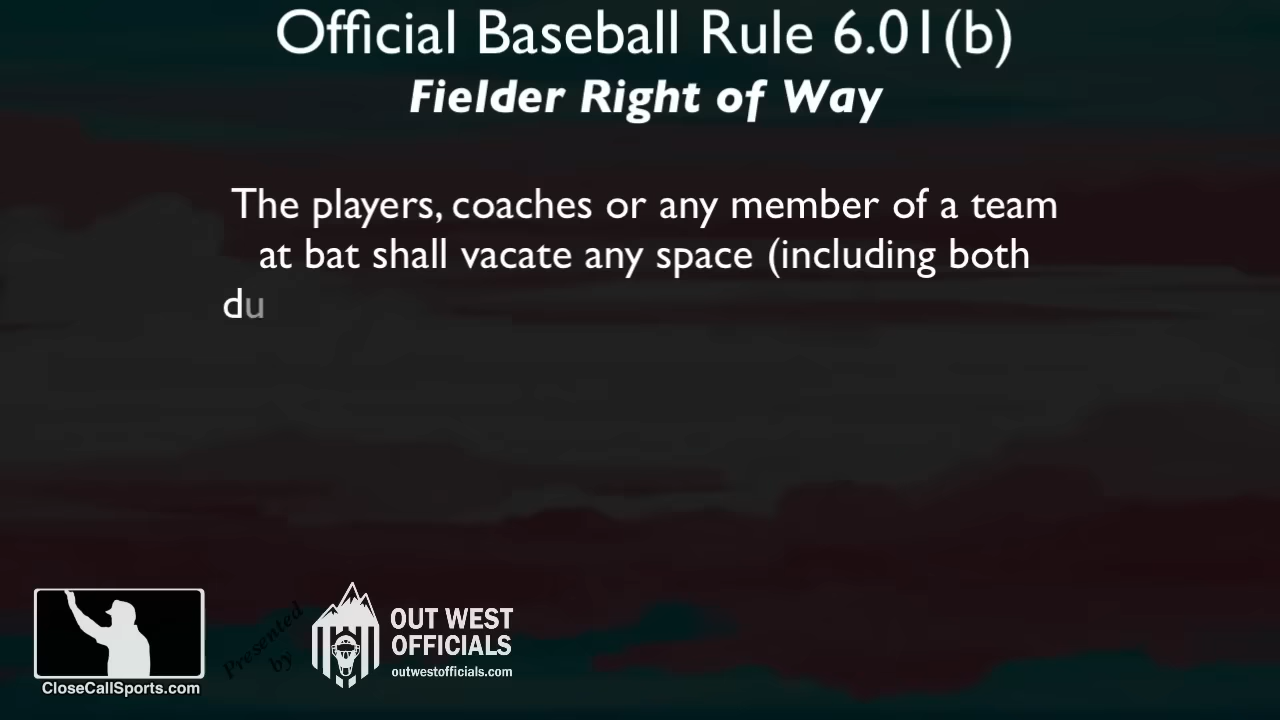 Official Baseball Rule 6.01(b)
Fielder Right of Way
The players, coaches or any member of a team
at bat shall vacate any space (including both
du
CloseCallSports.com
Presented
by
OUT WEST
OFFICIALS
outwestofficials.com